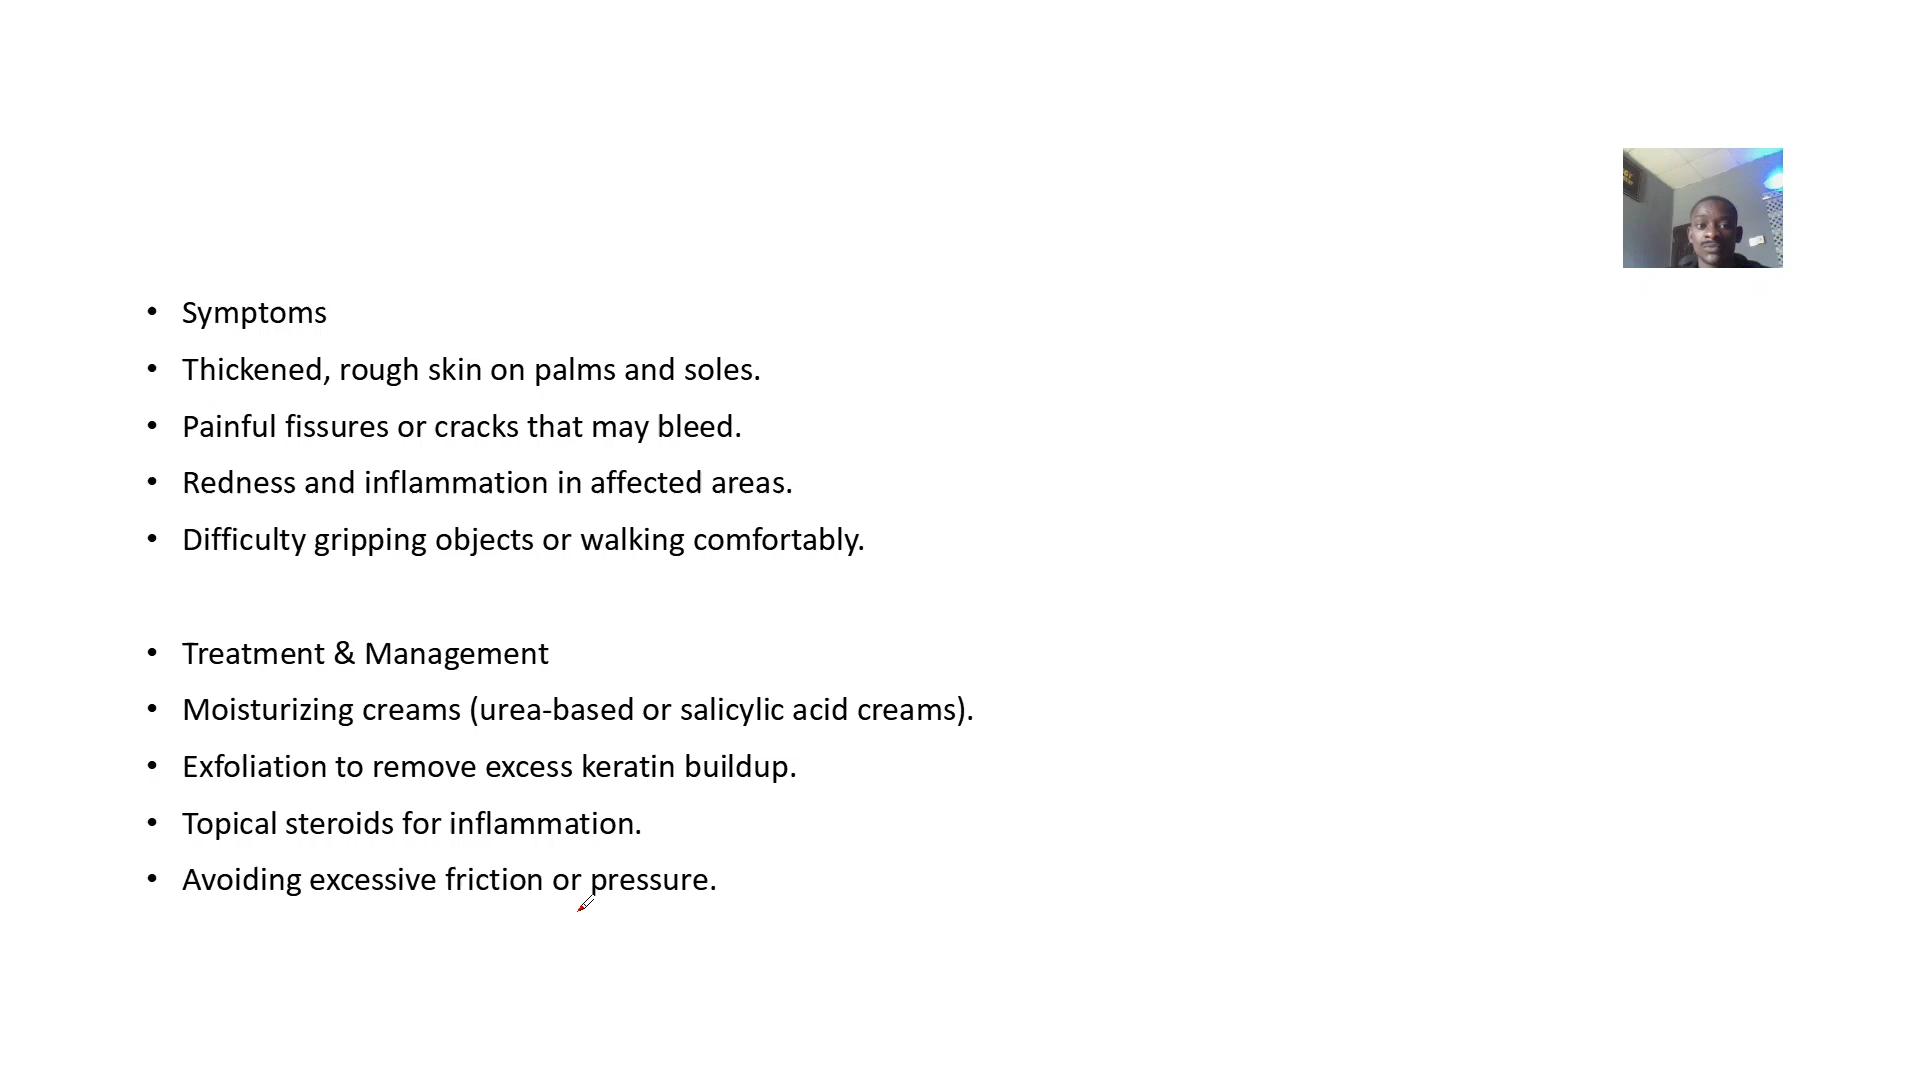 • Symptoms
• Thickened, rough skin on palms and soles.
• Painful fissures or cracks that may bleed.
• Redness and inflammation in affected areas.
• Difficulty gripping objects or walking comfortably.
• Treatment & Management
• Moisturizing creams (urea-based or salicylic acid creams).
• Exfoliation to remove excess keratin buildup.
• Topical steroids for inflammation.
• Avoiding excessive friction or pressure.